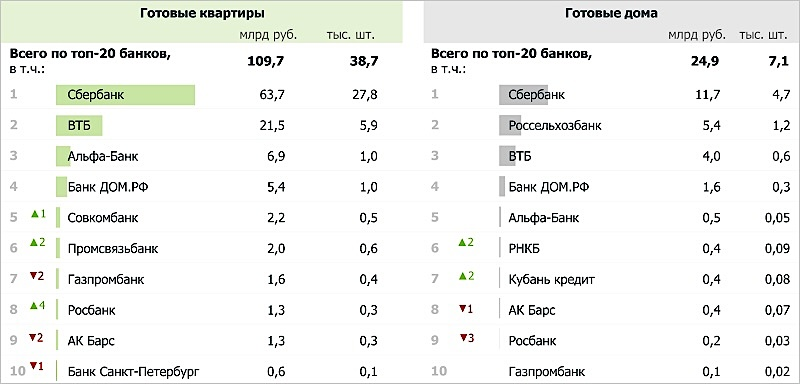 Готовые квартиры
млрд руб. тыс. шт.
Всего по топ-20 банков, 109,7 38,7
в т.ч.:
1 Сбербанк 63,7 27,8
2 ВТБ 21,5 5,9
3 Альфа-Банк 6,9 1,0
4 Банк ДОМ.РФ 5,4 1,0
5 ▲1 Совкомбанк 2,2 0,5
6 ▲2 Промсвязьбанк 2,0 0,6
7 ▼2 Газпромбанк 1,6 0,4
8 ▲4 Росбанк 1,3 0,3
9 ▼2 АК Барс 1,3 0,3
10 ▼1 Банк Санкт-Петербург 0,6 0,1
Готовые дома
млрд руб. тыс. шт.
Всего по топ-20 банков, 24,9 7,1
в т.ч.:
1 Сбербанк 11,7 4,7
2 Россельхозбанк 5,4 1,2
3 ВТБ 4,0 0,6
4 Банк ДОМ.РФ 1,6 0,3
5 Альфа-Банк 0,5 0,05
6 ▲2 РНКБ 0,4 0,09
7 ▲2 Кубань кредит 0,4 0,08
8 ▼1 АК Барс 0,4 0,07
9 ▼3 Росбанк 0,2 0,03
10 Газпромбанк 0,1 0,02